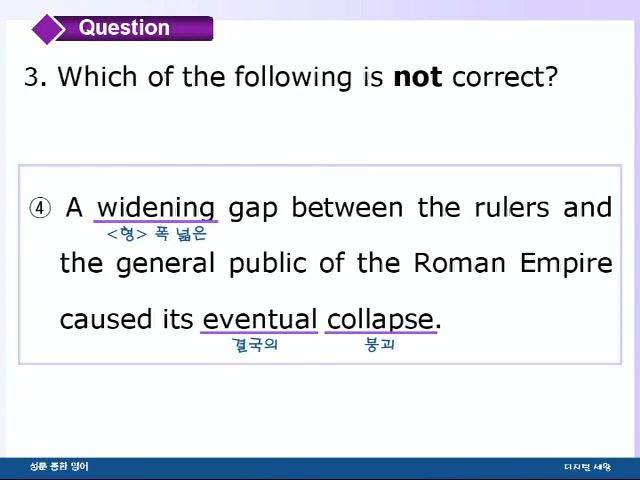 Question
3. Which of the following is not correct?
④ A widening gap between the rulers and
<형> 폭 넓은
the general public of the Roman Empire
caused its eventual collapse.
결국의 붕괴
성문 종합 영어 디지털 세왕